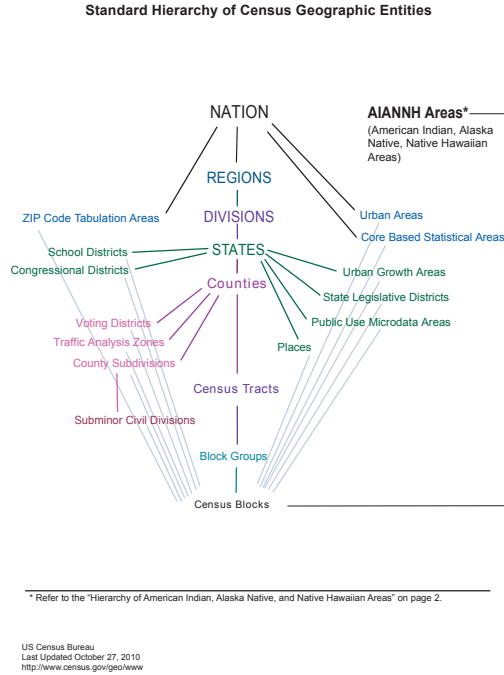 Standard Hierarchy of Census Geographic Entities
NATION
AIANNH Areas*
(American Indian, Alaska
Native, Native Hawaiian
Areas)
REGIONS
ZIP Code Tabulation Areas
DIVISIONS
Urban Areas
Core Based Statistical Areas
School Districts
STATES
Congressional Districts
Urban Growth Areas
Counties
State Legislative Districts
Voting Districts
Public Use Microdata Areas
Traffic Analysis Zones
Places
County Subdivisions
Census Tracts
Subminor Civil Divisions
Block Groups
Census Blocks
* Refer to the “Hierarchy of American Indian, Alaska Native, and Native Hawaiian Areas” on page 2.
US Census Bureau
Last Updated October 27, 2010
http://www.census.gov/geo/www